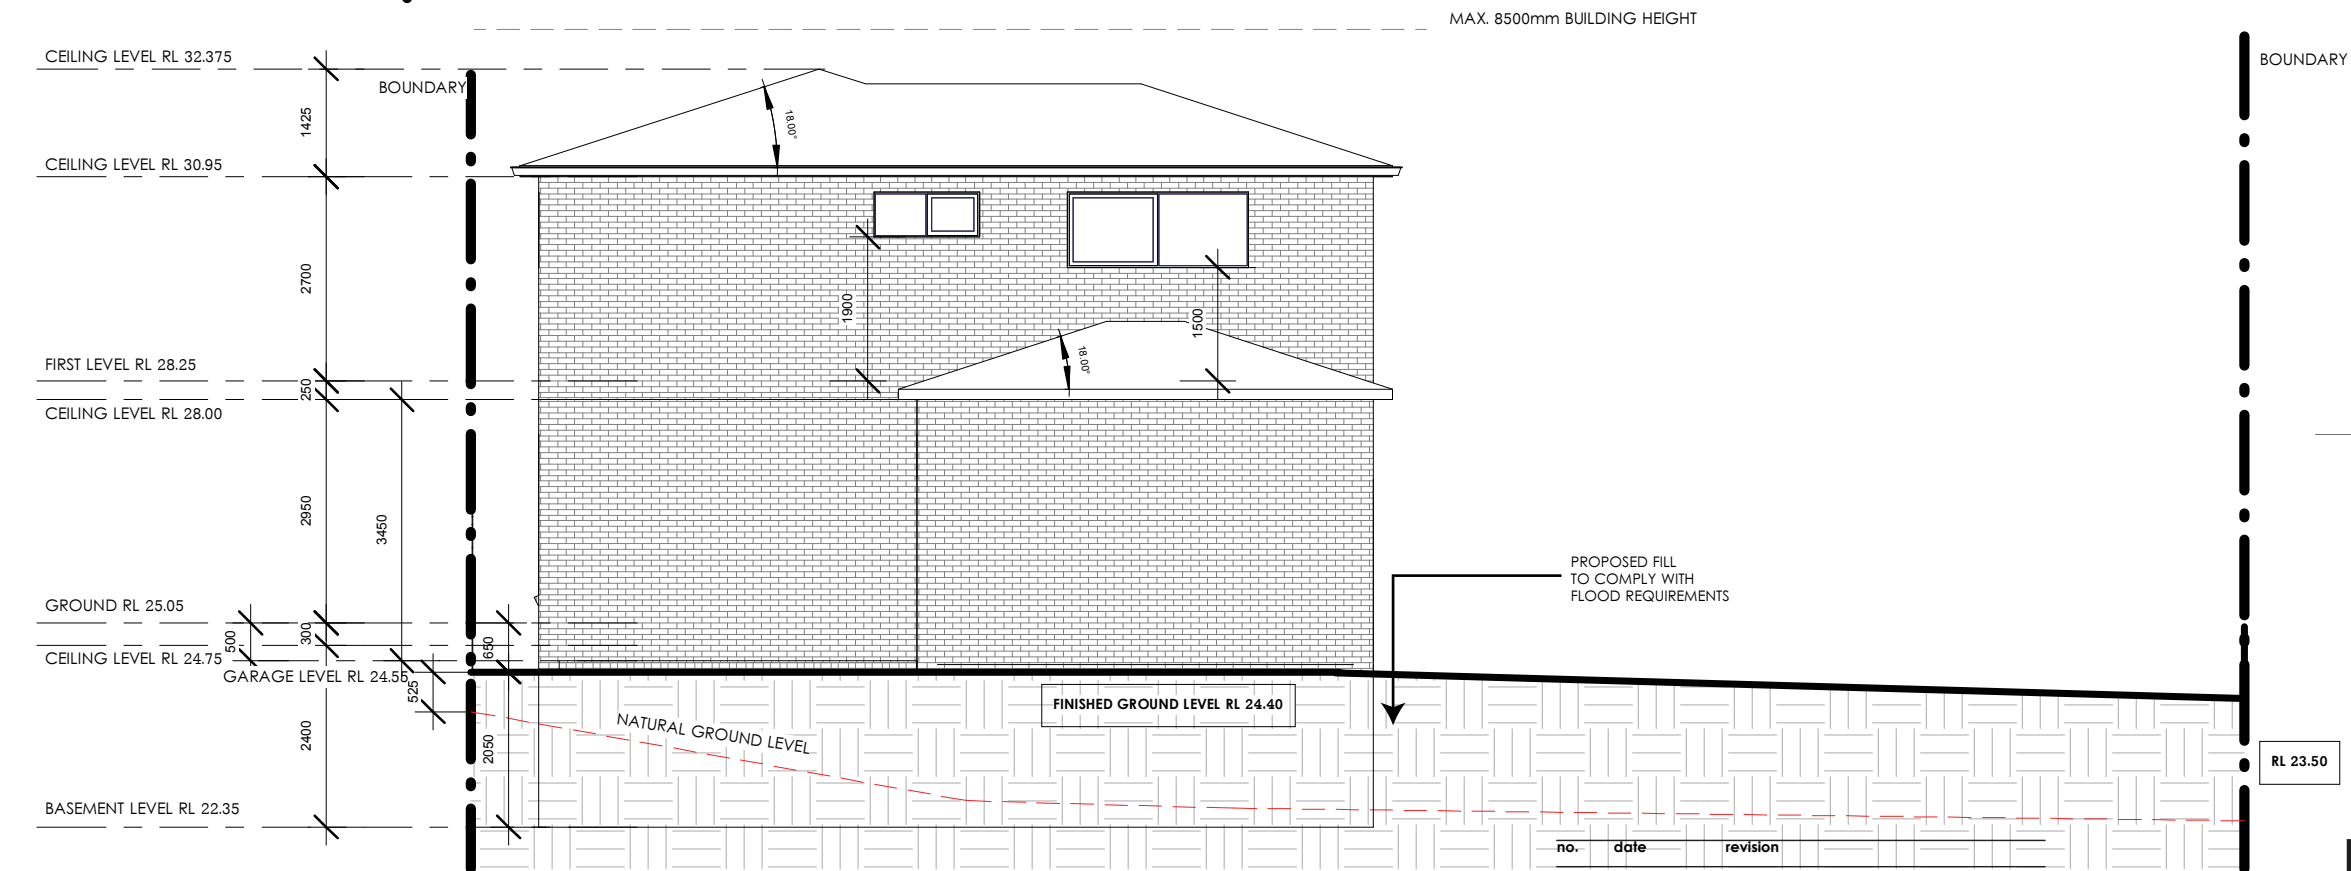 MAX. 8500mm BUILDING HEIGHT
CEILING LEVEL RL 32.375
BOUNDARY
BOUNDARY
1425
18.00°
CEILING LEVEL RL 30.95
2700
1900
1500
18.00°
FIRST LEVEL RL 28.25
250
CEILING LEVEL RL 28.00
2950
3450
PROPOSED FILL
TO COMPLY WITH
FLOOD REQUIREMENTS
GROUND RL 25.05
500
300
650
CEILING LEVEL RL 24.75
GARAGE LEVEL RL 24.55
525
FINISHED GROUND LEVEL RL 24.40
NATURAL GROUND LEVEL
2400
2050
RL 23.50
BASEMENT LEVEL RL 22.35
no. date revision